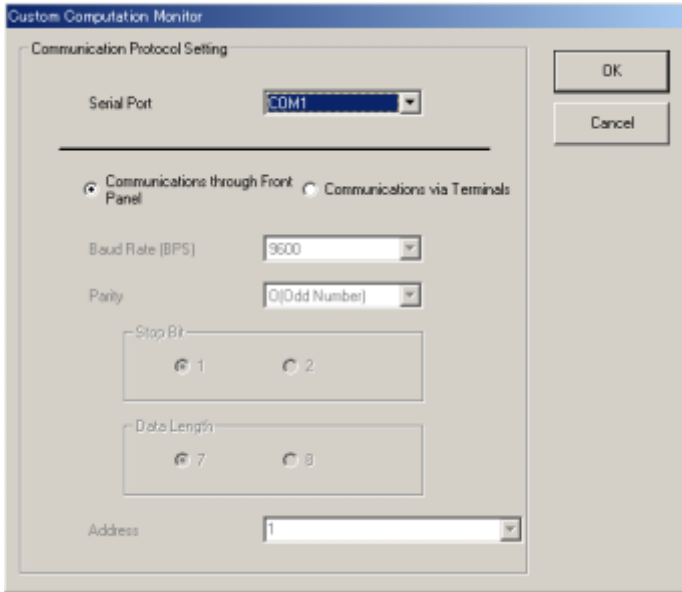 Custom Computation Monitor
Communication Protocol Setting
OK
Serial Port
COM1
Cancel
Communications through Front
Panel
Communications via Terminals
Baud Rate (BPS)
9600
Parity
O(Odd Number)
Stop Bit
1
2
Data Length
7
8
Address
1